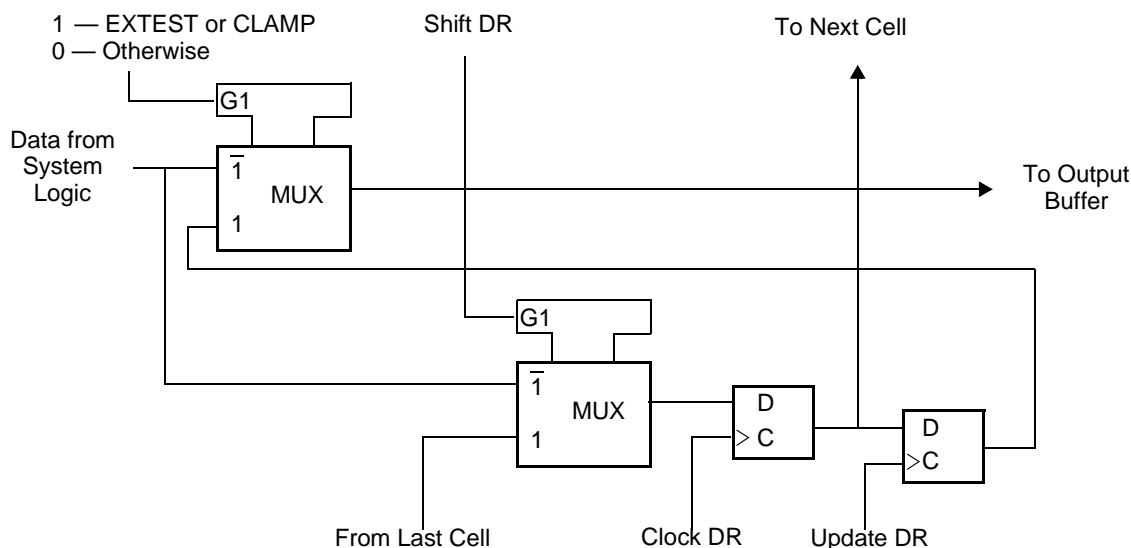 1 — EXTEST or CLAMP
0 — Otherwise
Shift DR
To Next Cell
G1
Data from
System
Logic
1
MUX
1
To Output
Buffer
G1
1
MUX
1
D
C
D
C
From Last Cell
Clock DR
Update DR